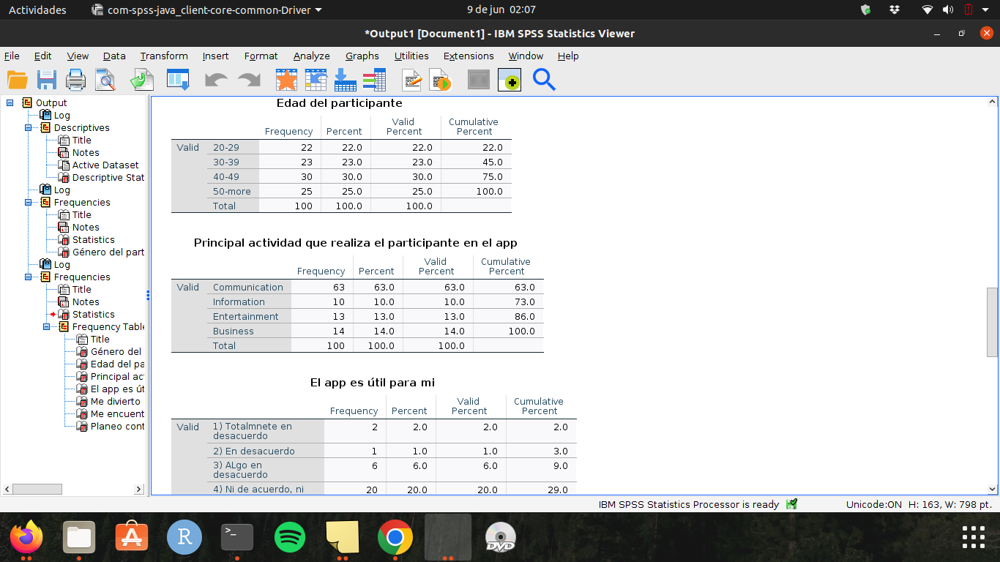 Actividades com-spss-java_client-core-common-Driver 9 de jun 02:07
*Output1 [Document1] - IBM SPSS Statistics Viewer
File Edit View Data Transform Insert Format Analyze Graphs Utilities Extensions Window Help
Output
Log
Descriptives
Title
Notes
Active Dataset
Descriptive Stat
Log
Frequencies
Title
Notes
Statistics
Género del part
Log
Frequencies
Title
Notes
Statistics
Frequency Table
Title
Género del
Edad del pa
Principal ac
El app es út
Me divierto
Me encuent
Planeo cont
Edad del participante
Frequency Percent Valid Percent Cumulative Percent
Valid 20-29 22 22.0 22.0 22.0
30-39 23 23.0 23.0 45.0
40-49 30 30.0 30.0 75.0
50-more 25 25.0 25.0 100.0
Total 100 100.0 100.0
Principal actividad que realiza el participante en el app
Frequency Percent Valid Percent Cumulative Percent
Valid Communication 63 63.0 63.0 63.0
Information 10 10.0 10.0 73.0
Entertainment 13 13.0 13.0 86.0
Business 14 14.0 14.0 100.0
Total 100 100.0 100.0
El app es útil para mi
Frequency Percent Valid Percent Cumulative Percent
Valid 1) Totalmnete en desacuerdo 2 2.0 2.0 2.0
2) En desacuerdo 1 1.0 1.0 3.0
3) ALgo en desacuerdo 6 6.0 6.0 9.0
4) Ni de acuerdo, ni 20 20.0 20.0 29.0
IBM SPSS Statistics Processor is ready Unicode:ON H: 163, W: 798 pt.
A R >_ DVD